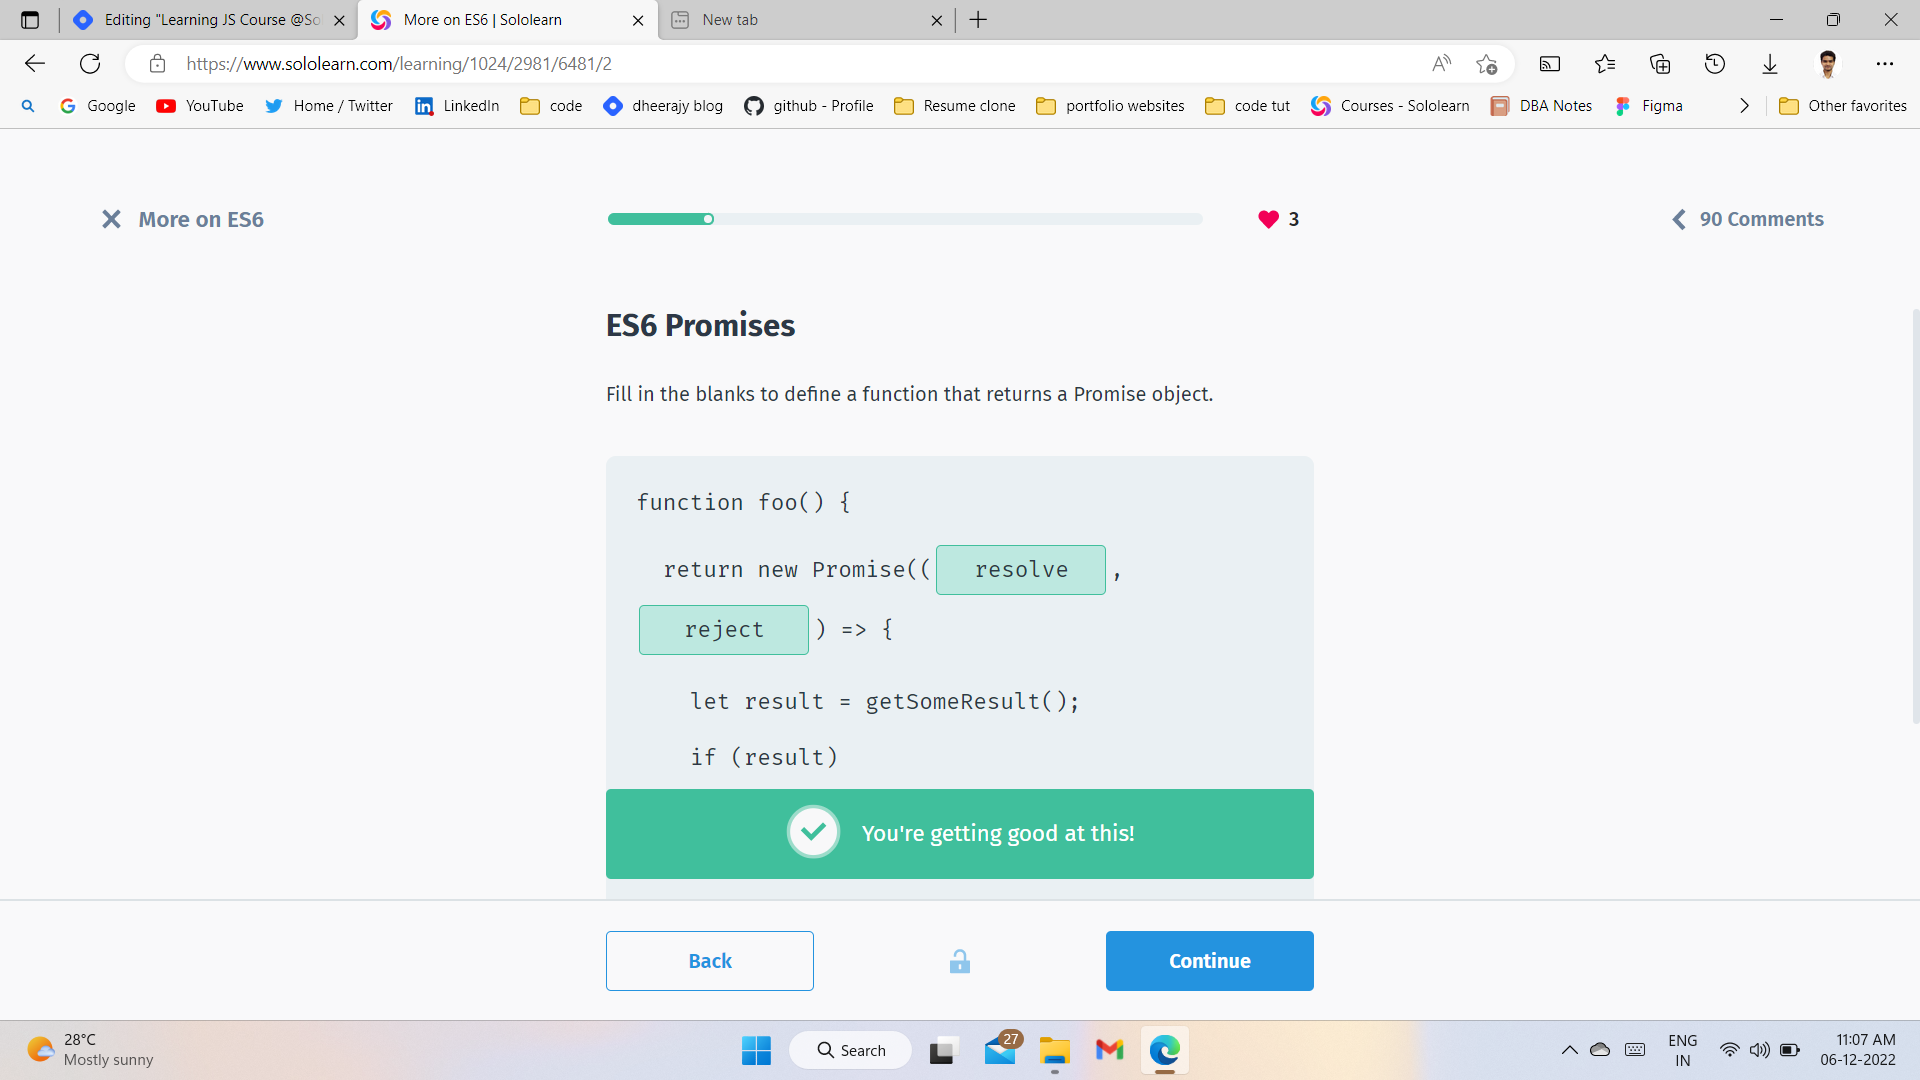 Editing "Learning JS Course @So
More on ES6 | Sololearn
New tab
https://www.sololearn.com/learning/1024/2981/6481/2
Google
YouTube
Home / Twitter
LinkedIn
code
dheerajy blog
github - Profile
Resume clone
portfolio websites
code tut
Courses - Sololearn
DBA Notes
Figma
Other favorites
More on ES6
3
90 Comments
ES6 Promises
Fill in the blanks to define a function that returns a Promise object.
function foo() {
return new Promise(( resolve ,
reject ) => {
let result = getSomeResult();
if (result)
You're getting good at this!
Back
Continue
28°C
Mostly sunny
Search
27
ENG
IN
11:07 AM
06-12-2022